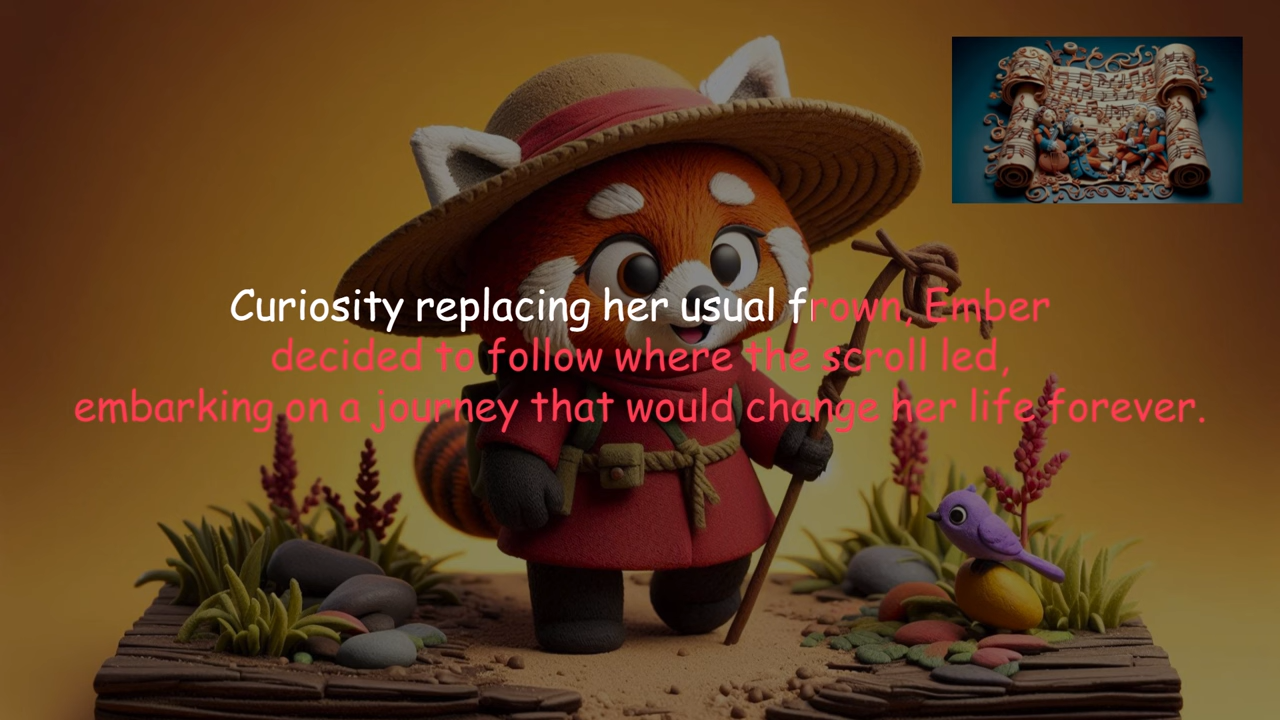 Curiosity replacing her usual frown, Ember
decided to follow where the scroll led,
embarking on a journey that would change her life forever.